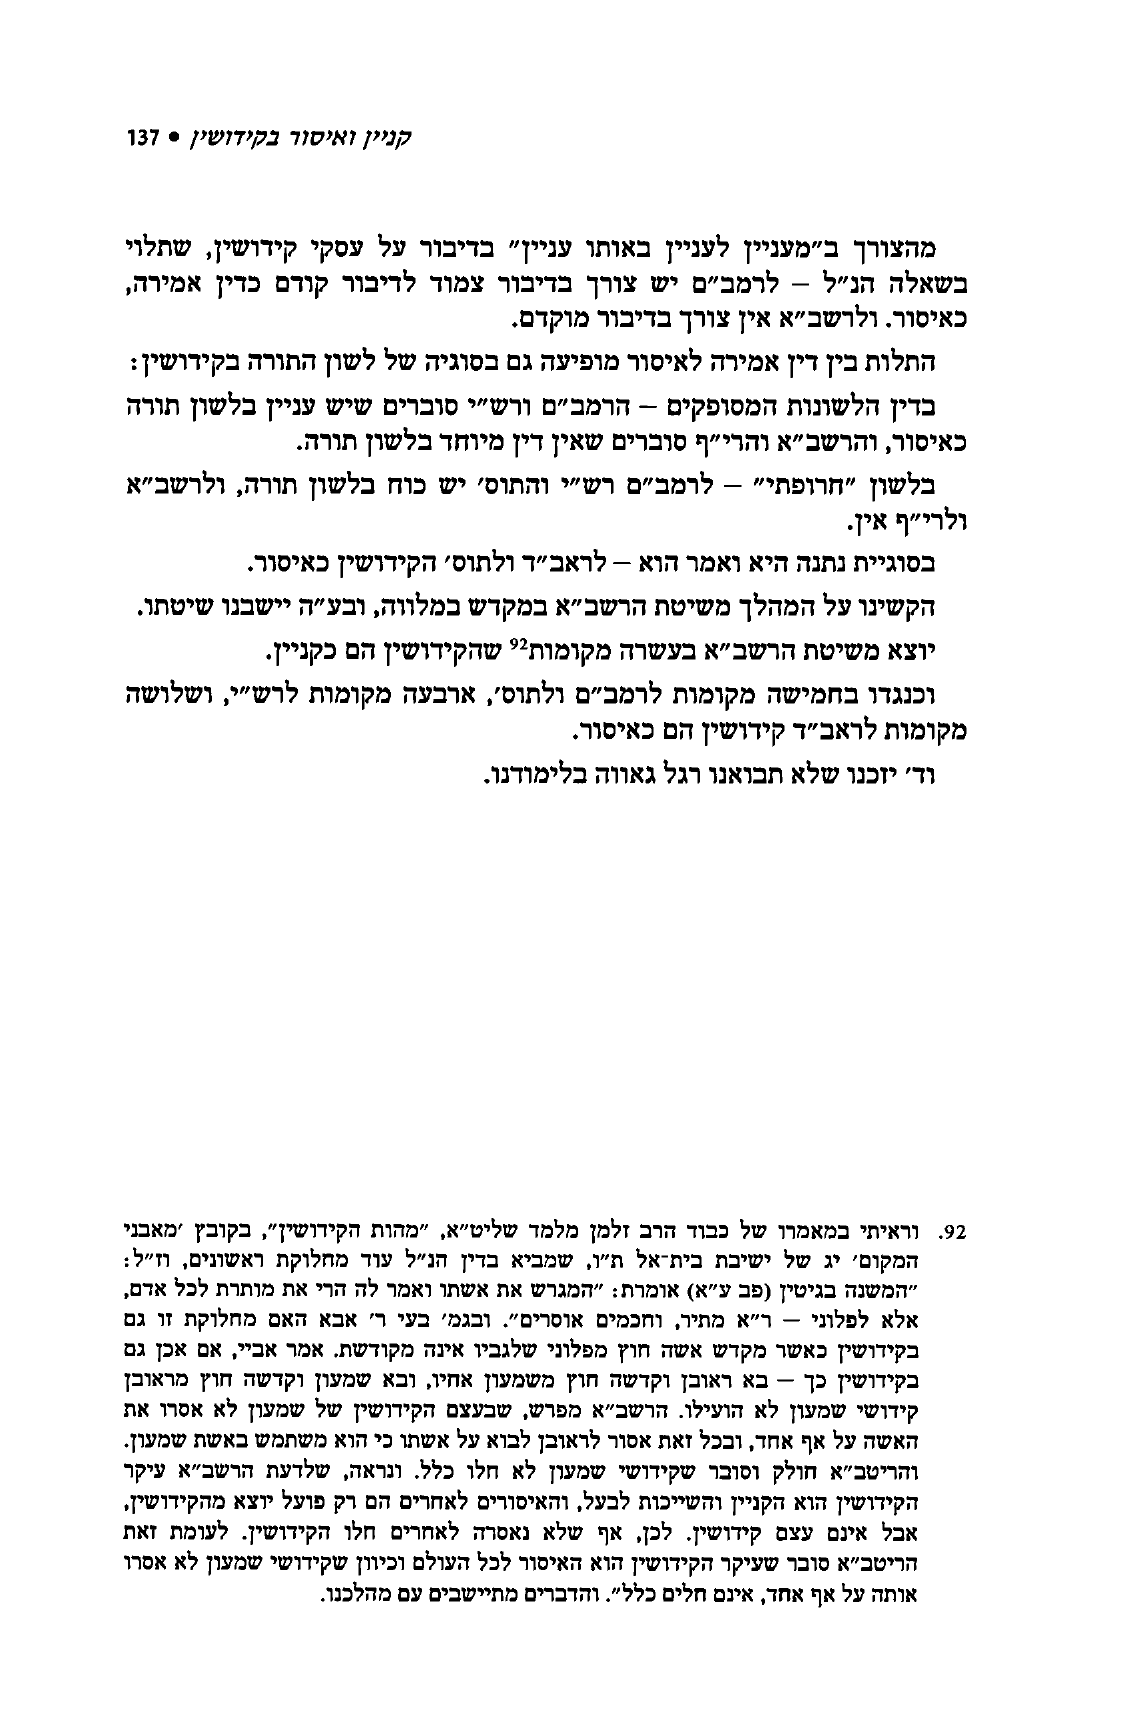 קניין ואיסור בקידושין • 137
מהצורך ב"מעניין לעניין באותו עניין" בדיבור על עסקי קידושין, שתלוי
בשאלה הנ"ל – לרמב"ם יש צורך בדיבור צמוד לדיבור קודם כדין אמירה,
כאיסור. ולרשב"א אין צורך בדיבור מוקדם.
התלות בין דין אמירה לאיסור מופיעה גם בסוגיה של לשון התורה בקידושין:
בדין הלשונות המסופקים – הרמב"ם ורש"י סוברים שיש עניין בלשון תורה
כאיסור, והרשב"א והרי"ף סוברים שאין דין מיוחד בלשון תורה.
בלשון "חרופתי" – לרמב"ם רש"י והתוס' יש כוח בלשון תורה, ולרשב"א
ולרי"ף אין.
בסוגיית נתנה היא ואמר הוא – לראב"ד ולתוס' הקידושין כאיסור.
הקשינו על המהלך משיטת הרשב"א במקדש במלווה, ובע"ה יישבנו שיטתו.
יוצא משיטת הרשב"א בעשרה מקומות92 שהקידושין הם כקניין.
וכנגדו בחמישה מקומות לרמב"ם ולתוס', ארבעה מקומות לרש"י, ושלושה
מקומות לראב"ד קידושין הם כאיסור.
וד' יזכנו שלא תבואנו רגל גאווה בלימודנו.
92. וראיתי במאמרו של כבוד הרב זלמן מלמד שליט"א, "מהות הקידושין", בקובץ 'מאבני
המקום' יג של ישיבת בית־אל ת"ו, שמביא בדין הנ"ל עוד מחלוקת ראשונים, וז"ל:
"המשנה בגיטין (פב ע"א) אומרת: "המגרש את אשתו ואמר לה הרי את מותרת לכל אדם,
אלא לפלוני – ר"א מתיר, וחכמים אוסרים". ובגמ' בעי ר' אבא האם מחלוקת זו גם
בקידושין כאשר מקדש אשה חוץ מפלוני שלגביו אינה מקודשת. אמר אביי, אם אכן גם
בקידושין כך – בא ראובן וקדשה חוץ משמעון אחיו, ובא שמעון וקדשה חוץ מראובן
קידושי שמעון לא הועילו. הרשב"א מפרש, שבעצם הקידושין של שמעון לא אסרו את
האשה על אף אחד, ובכל זאת אסור לראובן לבוא על אשתו כי הוא משתמש באשת שמעון.
והריטב"א חולק וסובר שקידושי שמעון לא חלו כלל. ונראה, שלדעת הרשב"א עיקר
הקידושין הוא הקניין והשייכות לבעל, והאיסורים לאחרים הם רק פועל יוצא מהקידושין,
אבל אינם עצם קידושין. לכן, אף שלא נאסרה לאחרים חלו הקידושין. לעומת זאת
הריטב"א סובר שעיקר הקידושין הוא האיסור לכל העולם וכיוון שקידושי שמעון לא אסרו
אותה על אף אחד, אינם חלים כלל". והדברים מתיישבים עם מהלכנו.